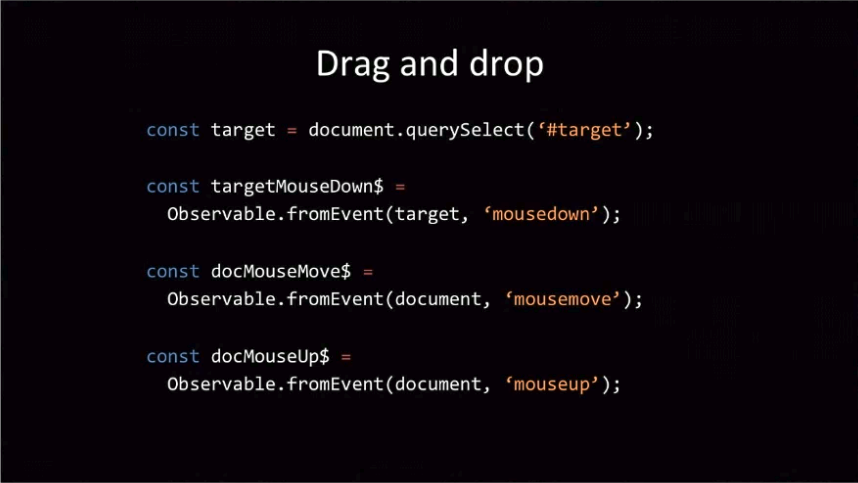 Drag and drop
const target = document.querySelect(‘#target’);
const targetMouseDown$ =
Observable.fromEvent(target, ‘mousedown’);
const docMouseMove$ =
Observable.fromEvent(document, ‘mousemove’);
const docMouseUp$ =
Observable.fromEvent(document, ‘mouseup’);